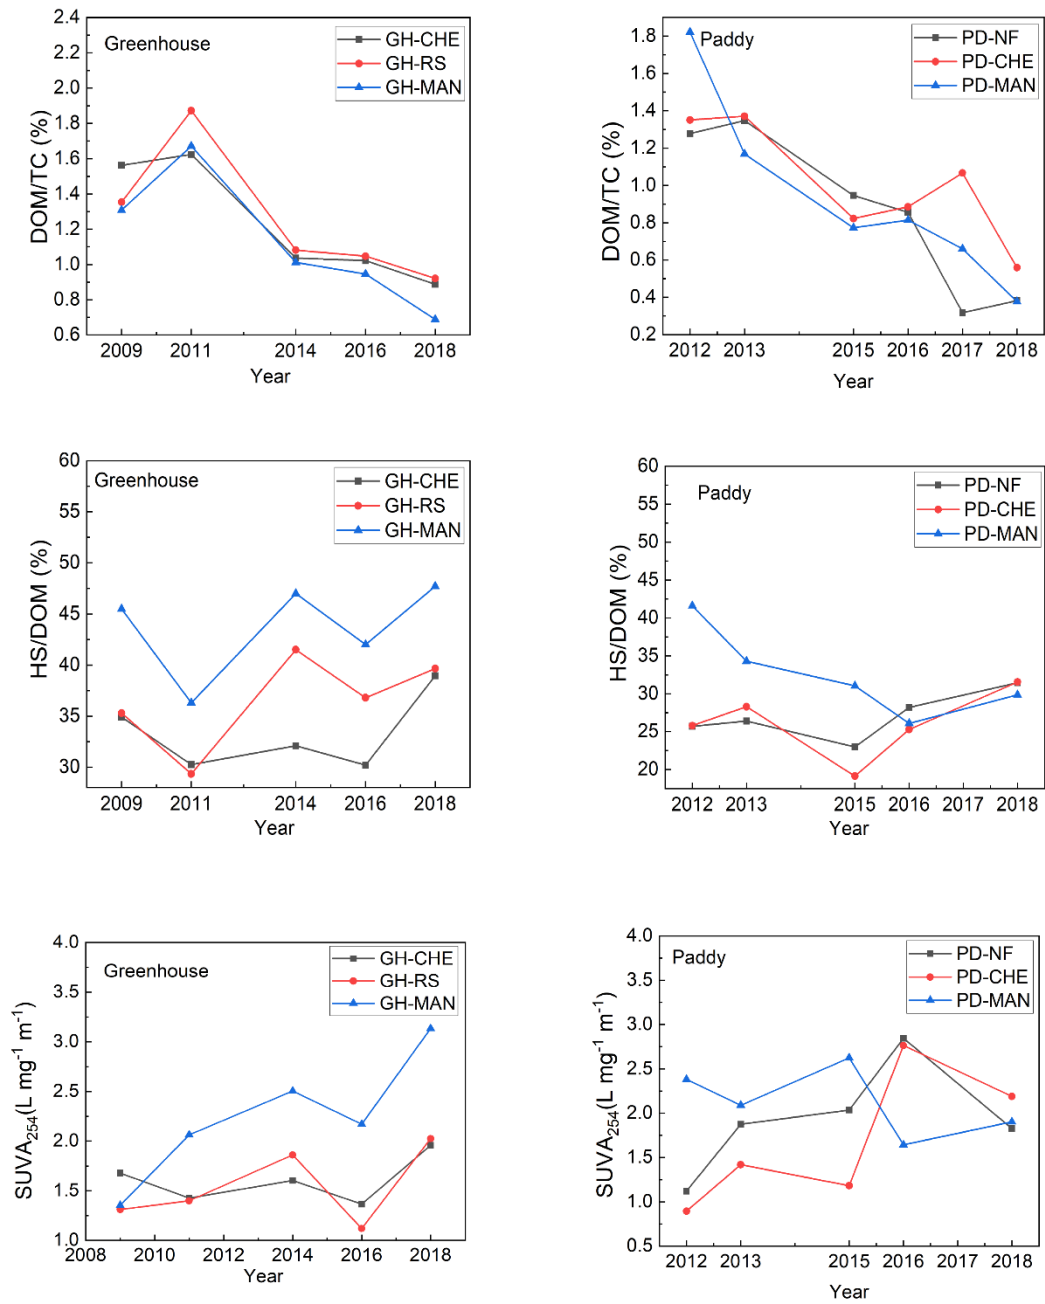 Greenhouse
GH-CHE
GH-RS
GH-MAN
DOM/TC (%)
2.4
2.2
2.0
1.8
1.6
1.4
1.2
1.0
0.8
0.6
2009 2011 2014 2016 2018
Year
Paddy
PD-NF
PD-CHE
PD-MAN
DOM/TC (%)
1.8
1.6
1.4
1.2
1.0
0.8
0.6
0.4
0.2
2012 2013 2015 2016 2017 2018
Year
Greenhouse
GH-CHE
GH-RS
GH-MAN
HS/DOM (%)
60
55
50
45
40
35
30
2009 2011 2014 2016 2018
Year
Paddy
PD-NF
PD-CHE
PD-MAN
HS/DOM (%)
60
55
50
45
40
35
30
25
20
2012 2013 2015 2016 2017 2018
Year
Greenhouse
GH-CHE
GH-RS
GH-MAN
SUVA₂₅₄(L mg⁻¹ m⁻¹)
4.0
3.5
3.0
2.5
2.0
1.5
1.0
2008 2010 2012 2014 2016 2018
Year
Paddy
PD-NF
PD-CHE
PD-MAN
SUVA₂₅₄(L mg⁻¹ m⁻¹)
4.0
3.5
3.0
2.5
2.0
1.5
1.0
0.5
2012 2013 2015 2016 2017 2018
Year